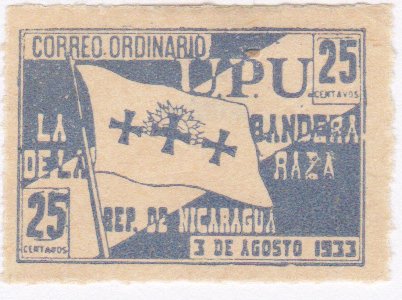 CORREO ORDINARIO
U.P.U
25
CENTAVOS
LA BANDERA
DE LA RAZA
25
CENTAVOS
REP. DE NICARAGUA
3 DE AGOSTO 1933